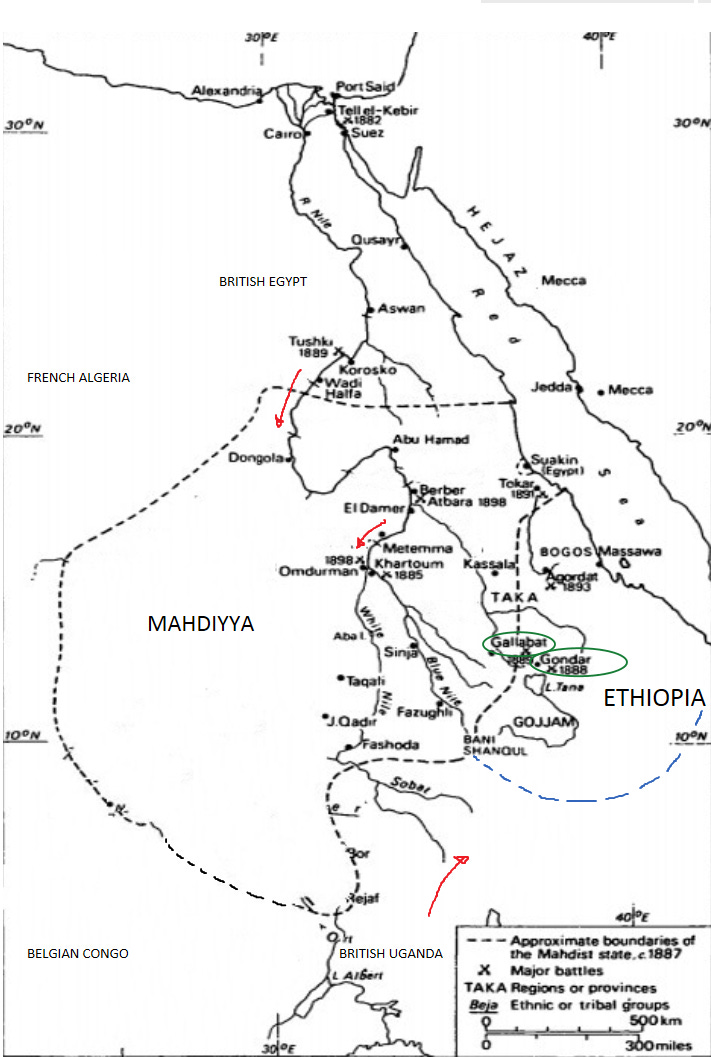 30°E
40°E
Alexandria
Port Said
Tell el-Kebir
1882
30°N
30°N
Cairo
Suez
R Nile
HEJAZ
Qusayr
Mecca
BRITISH EGYPT
Red
Aswan
Tushki
1889
Korosko
FRENCH ALGERIA
Wadi
Halfa
Jedda
Mecca
20°N
20°N
Abu Hamad
Dongola
Suakin
(Egypt)
Sea
Berber
Tokar
1891
Atbara 1898
El Damer
Metemma
BOGOS
Massawa
1898
Khartoum
Kassala
Omdurman
1885
Agordat
1893
TAKA
MAHDIYYA
White
Nile
Aba I.
Gallabat
1889
Sinja
Gondar
1888
Blue Nile
Taqali
L.Tana
ETHIOPIA
Fazughli
J.Qadir
GOJJAM
10°N
BANI
SHANQUL
10°N
Fashoda
Sobat
Bor
Rejaf
40°E
BELGIAN CONGO
BRITISH UGANDA
L Albert
30°E
Approximate boundaries of
the Mahdist state, c.1887
X Major battles
TAKA Regions or provinces
Beja Ethnic or tribal groups
0 500 km
0 300 miles